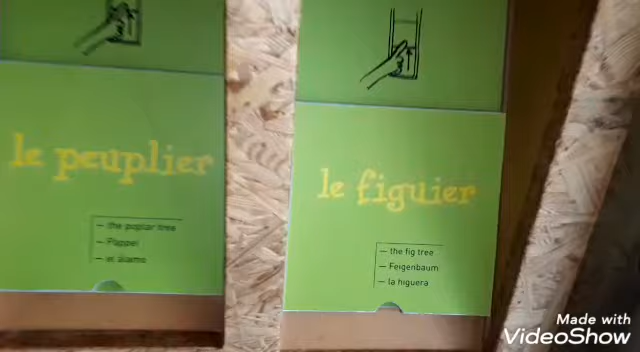 le peuplier
– the poplar tree
– Pappel
– el álamo
le figuier
– the fig tree
– Feigenbaum
– la higuera
Made with
VideoShow